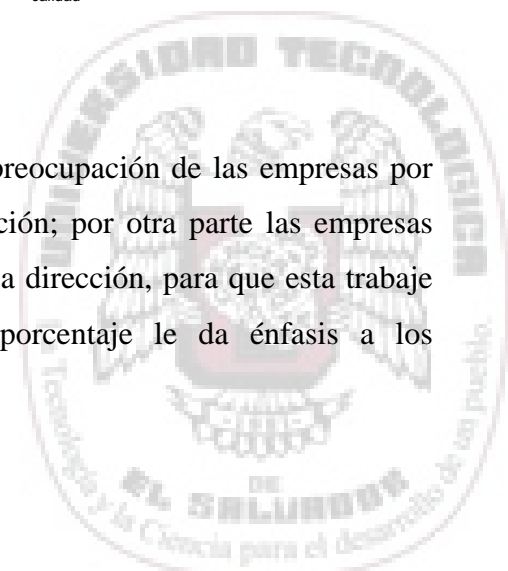 preocupación de las empresas por
ción; por otra parte las empresas
a dirección, para que esta trabaje
porcentaje le da énfasis a los
UNIVERSIDAD TECNOLOGICA
DE
EL SALVADOR
La Tecnología y la Ciencia para el desarrollo de un pueblo.